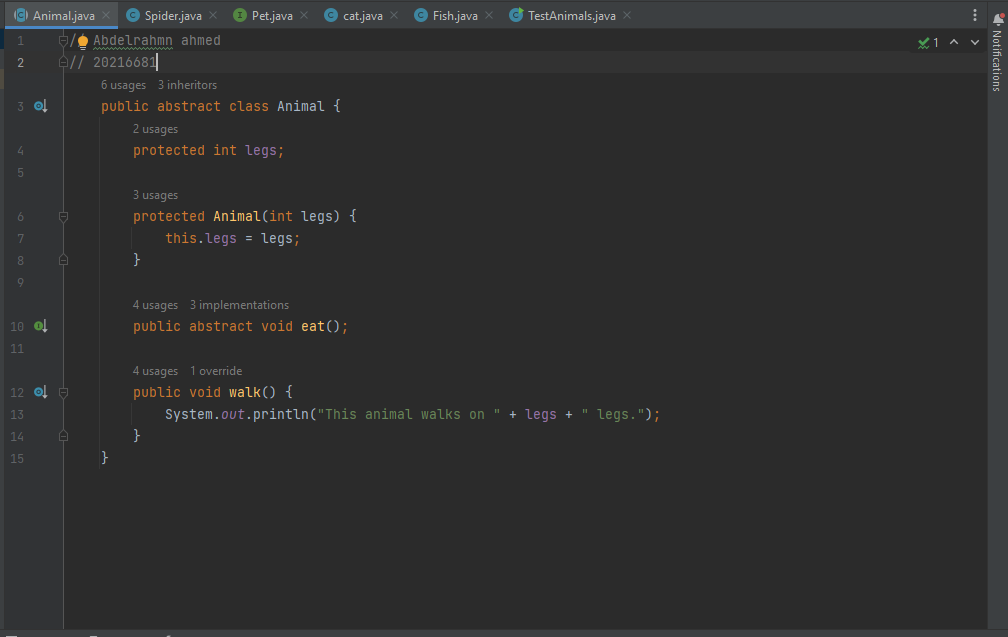 Animal.java Spider.java Pet.java cat.java Fish.java TestAnimals.java
Notifications
1
1 / Abdelrahmn ahmed
2 // 20216681
6 usages 3 inheritors
3 public abstract class Animal {
2 usages
4 protected int legs;
5
3 usages
6 protected Animal(int legs) {
7 this.legs = legs;
8 }
9
4 usages 3 implementations
10 public abstract void eat();
11
4 usages 1 override
12 public void walk() {
13 System.out.println("This animal walks on " + legs + " legs.");
14 }
15 }